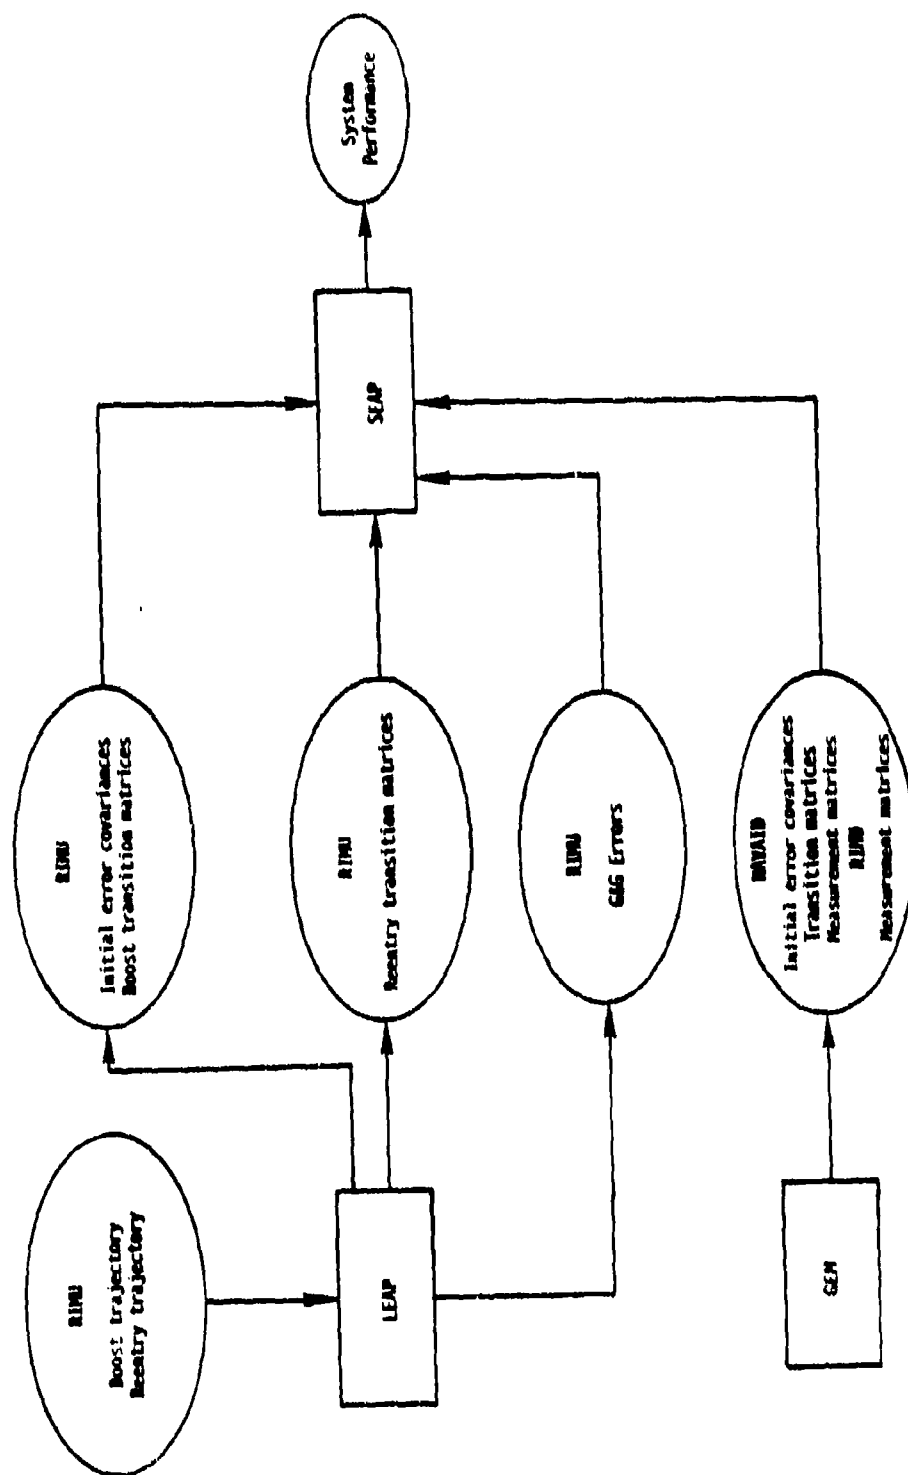 RIMU
Boost trajectory
Reentry trajectory
LEAP
GEM
RIMU
Initial error covariances
Boost transition matrices
RIMU
Reentry transition matrices
RIMU
G&G Errors
NAVAID
Initial error covariances
Transition matrices
Measurement matrices
RIMU
Measurement matrices
SEAP
System
Performance